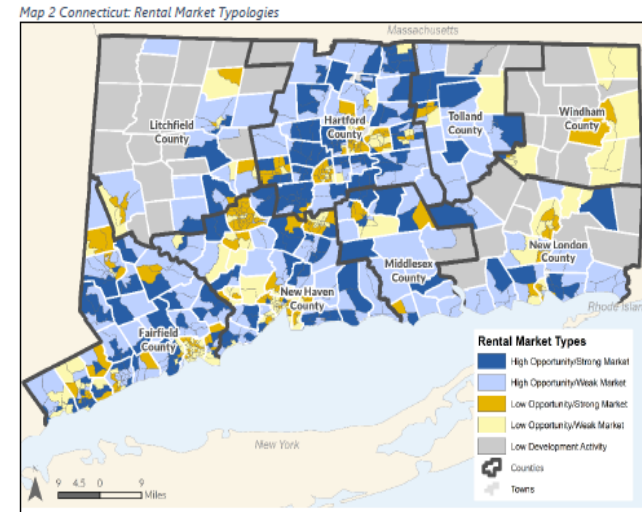 Map 2 Connecticut: Rental Market Typologies
Massachusetts
Litchfield
County
Hartford
County
Tolland
County
Windham
County
New London
County
Middlesex
County
New Haven
County
Fairfield
County
Rhode Islan
New York
Rental Market Types
High Opportunity/Strong Market
High Opportunity/Weak Market
Low Opportunity/Strong Market
Low Opportunity/Weak Market
Low Development Activity
Counties
Towns
9 4.5 0 9
Miles